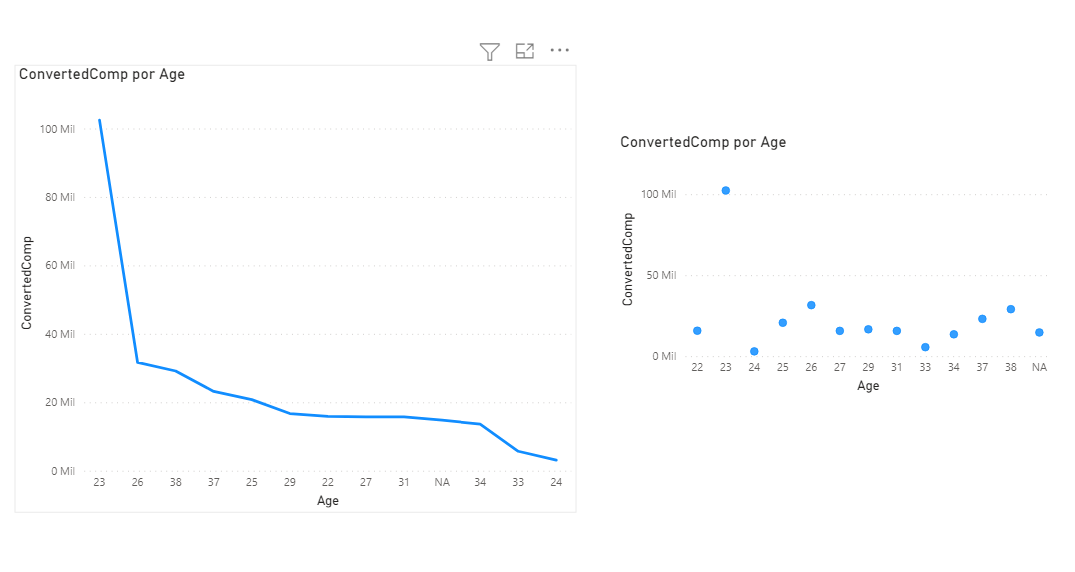 ConvertedComp por Age
100 Mil
80 Mil
60 Mil
40 Mil
20 Mil
0 Mil
ConvertedComp
23 26 38 37 25 29 22 27 31 NA 34 33 24
Age
ConvertedComp por Age
100 Mil
50 Mil
0 Mil
ConvertedComp
22 23 24 25 26 27 29 31 33 34 37 38 NA
Age